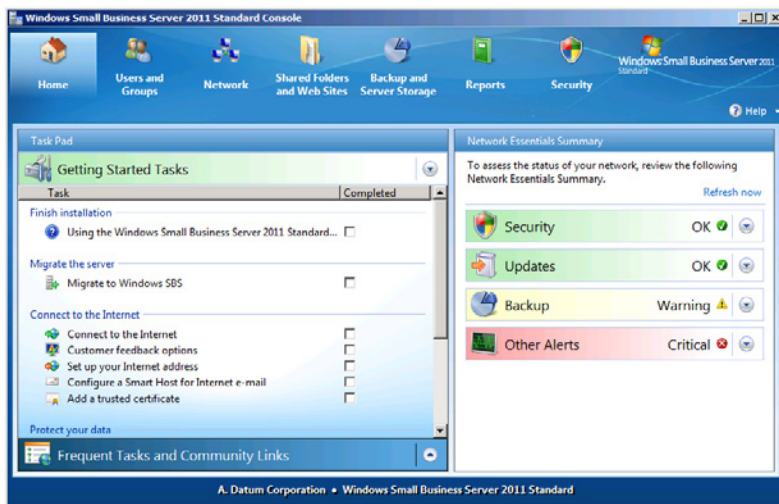 Windows Small Business Server 2011 Standard Console
Home
Users and
Groups
Network
Shared Folders
and Web Sites
Backup and
Server Storage
Reports
Security
Windows Small Business Server 2011
Standard
Help
Task Pad
Getting Started Tasks
Task Completed
Finish installation
Using the Windows Small Business Server 2011 Standard...
Migrate the server
Migrate to Windows SBS
Connect to the Internet
Connect to the Internet
Customer feedback options
Set up your Internet address
Configure a Smart Host for Internet e-mail
Add a trusted certificate
Protect your data
Frequent Tasks and Community Links
Network Essentials Summary
To assess the status of your network, review the following
Network Essentials Summary.
Refresh now
Security OK
Updates OK
Backup Warning
Other Alerts Critical
A. Datum Corporation • Windows Small Business Server 2011 Standard